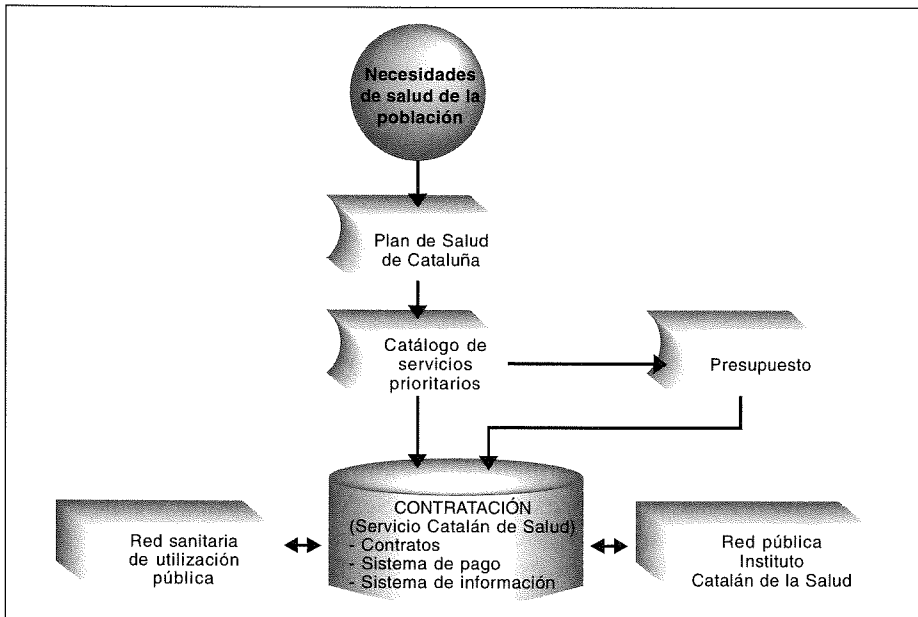 Necesidades
de salud de la
población
Plan de Salud
de Cataluña
Catálogo de
servicios
prioritarios
Presupuesto
CONTRATACIÓN
(Servicio Catalán de Salud)
- Contratos
- Sistema de pago
- Sistema de información
Red sanitaria
de utilización
pública
Red pública
Instituto
Catalán de la Salud